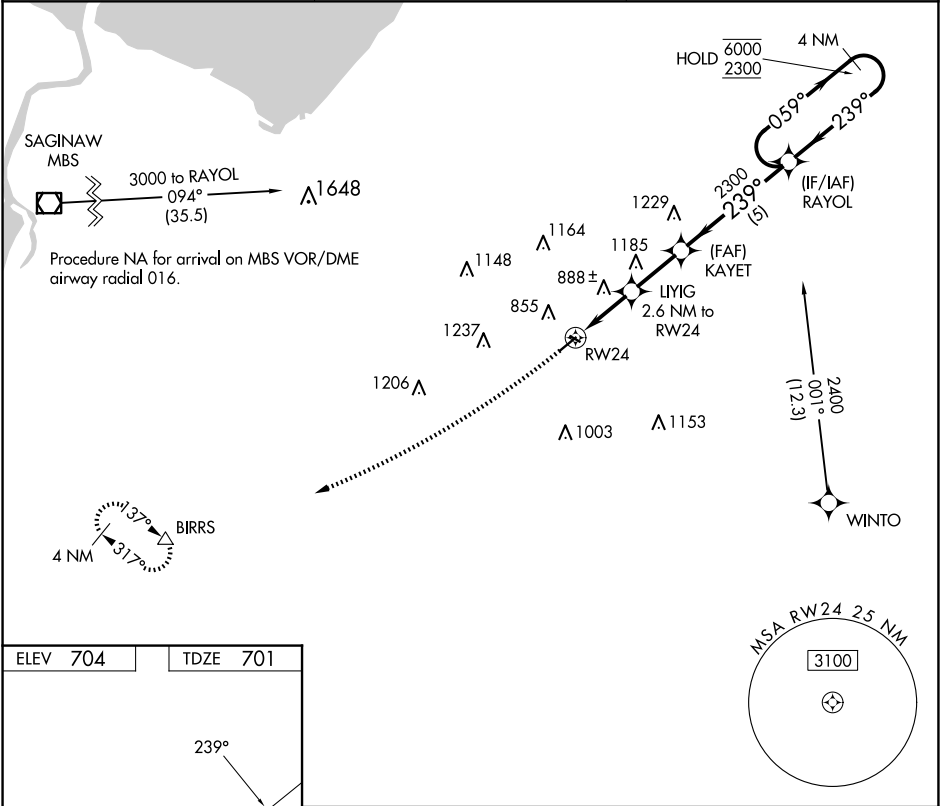 HOLD 6000
2300
4 NM
059°
239°
SAGINAW
MBS
3000 to RAYOL
094°
(35.5)
1648
(IF/IAF)
RAYOL
2300
239°
(5)
1229
1164
1185
(FAF)
KAYET
Procedure NA for arrival on MBS VOR/DME
airway radial 016.
1148
888±
LIYIG
2.6 NM to
RW24
855
1237
RW24
1206
2400
001°
(12.3)
1003
1153
WINTO
137°
BIRRS
4 NM
317°
MSA RW24 25 NM
3100
ELEV 704
TDZE 701
239°